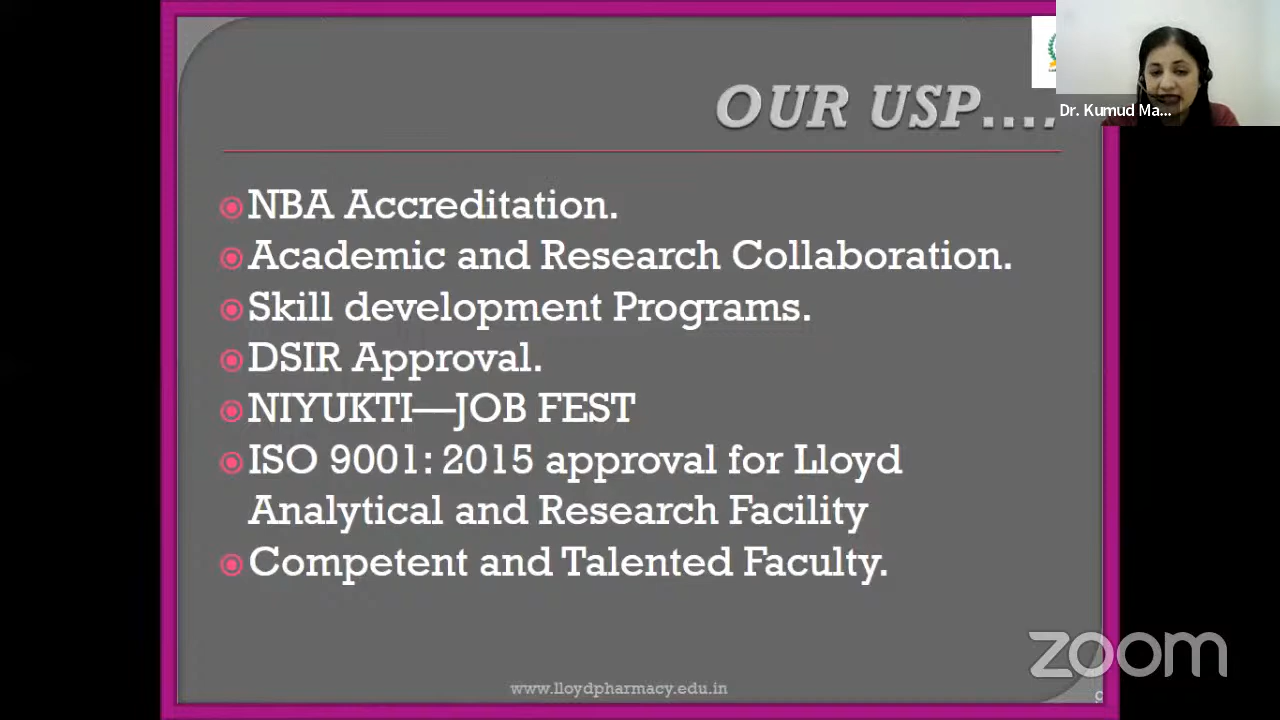 OUR USP....
Dr. Kumud Ma...
NBA Accreditation.
Academic and Research Collaboration.
Skill development Programs.
DSIR Approval.
NIYUKTI—JOB FEST
ISO 9001: 2015 approval for Lloyd
Analytical and Research Facility
Competent and Talented Faculty.
zoom
www.lloydpharmacy.edu.in